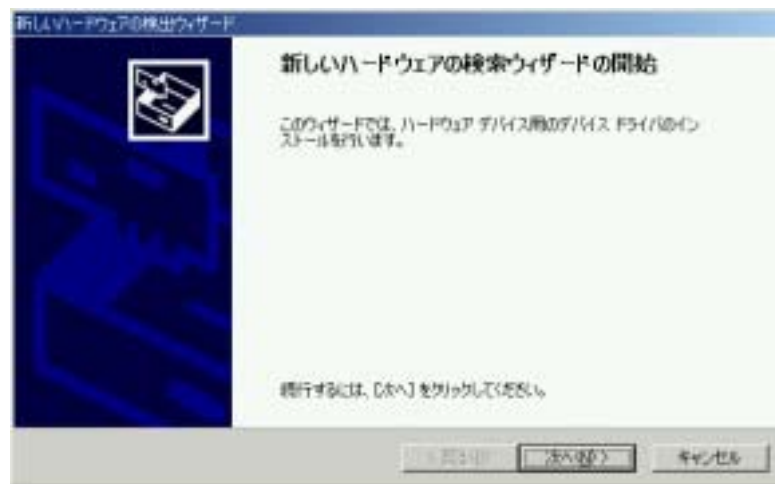 新しいハードウェアの検出ウィザード
新しいハードウェアの検索ウィザードの開始
このウィザードでは、ハードウェア デバイス用のデバイス ドライバのイン
ストールを行います。
続行するには、[次へ] をクリックしてください。
< 戻る(B)
次へ(N) >
キャンセル